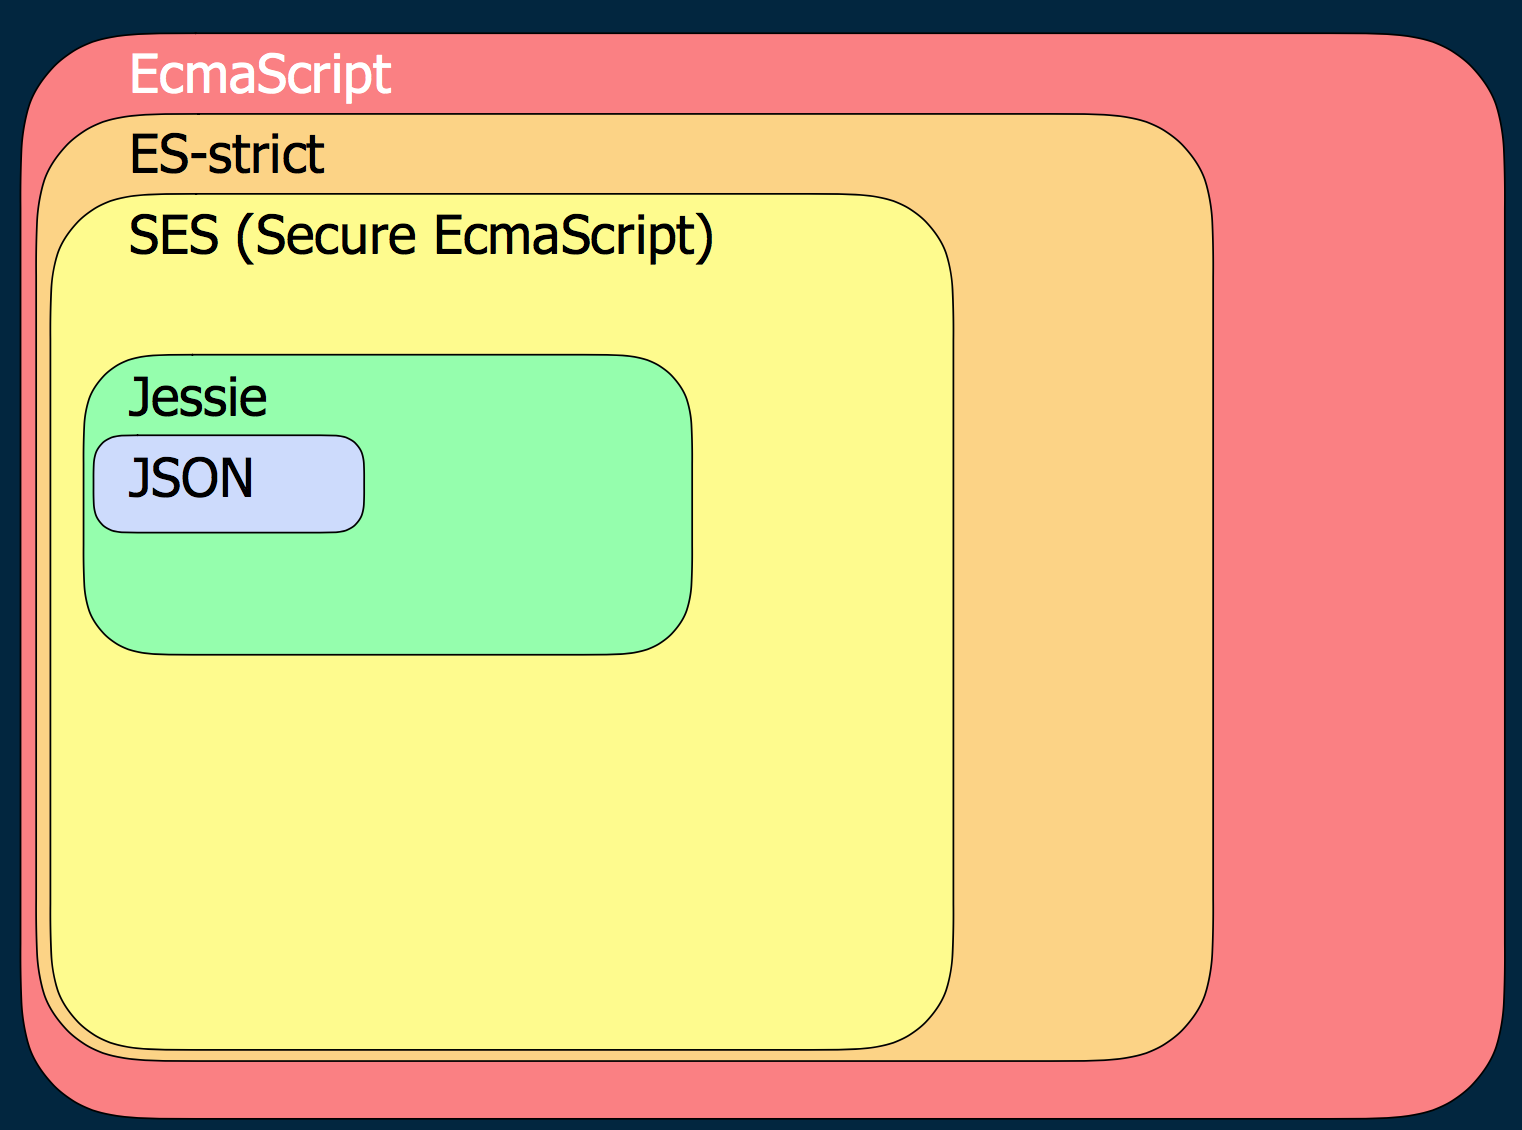 EcmaScript
ES-strict
SES (Secure EcmaScript)
Jessie
JSON